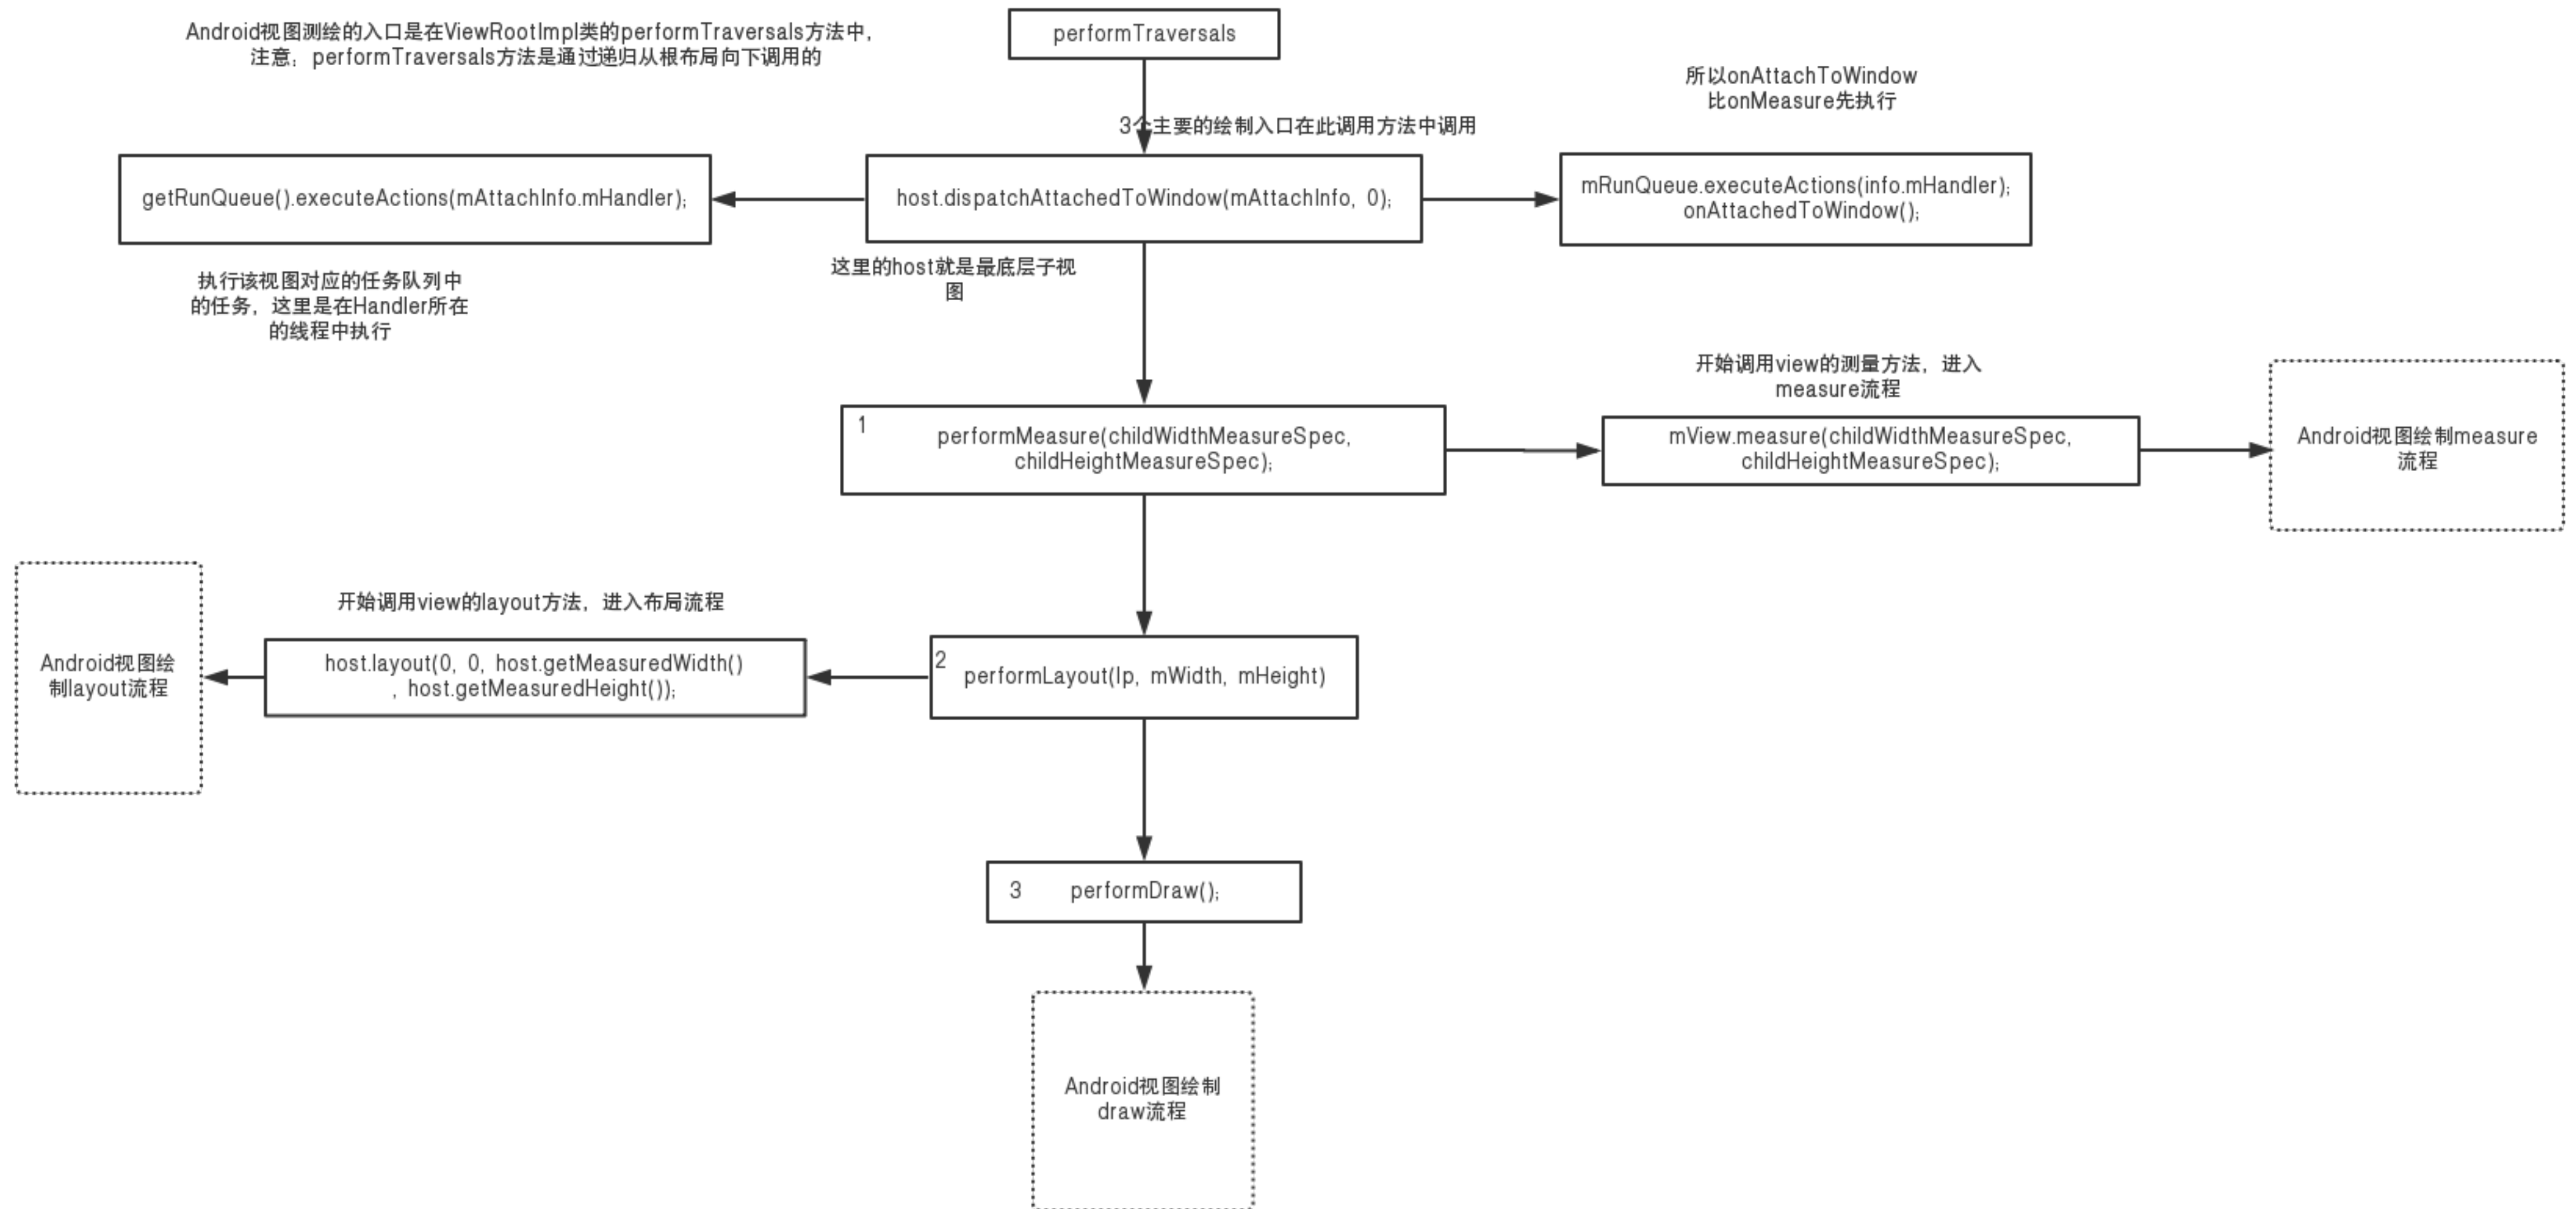 Android视图测绘的入口是在ViewRootImpl类的performTraversals方法中，
注意：performTraversals方法是通过递归从根布局向下调用的
performTraversals
所以onAttachToWindow
比onMeasure先执行
3个主要的绘制入口在此调用方法中调用
getRunQueue().executeActions(mAttachInfo.mHandler);
host.dispatchAttachedToWindow(mAttachInfo, 0);
mRunQueue.executeActions(info.mHandler);
onAttachedToWindow();
执行该视图对应的任务队列中
的任务，这里是在Handler所在
的线程中执行
这里的host就是最底层子视
图
开始调用view的测量方法，进入
measure流程
1
performMeasure(childWidthMeasureSpec,
childHeightMeasureSpec);
mView.measure(childWidthMeasureSpec,
childHeightMeasureSpec);
Android视图绘制measure
流程
开始调用view的layout方法，进入布局流程
Android视图绘
制layout流程
host.layout(0, 0, host.getMeasuredWidth()
, host.getMeasuredHeight());
2
performLayout(lp, mWidth, mHeight)
3 performDraw();
Android视图绘制
draw流程